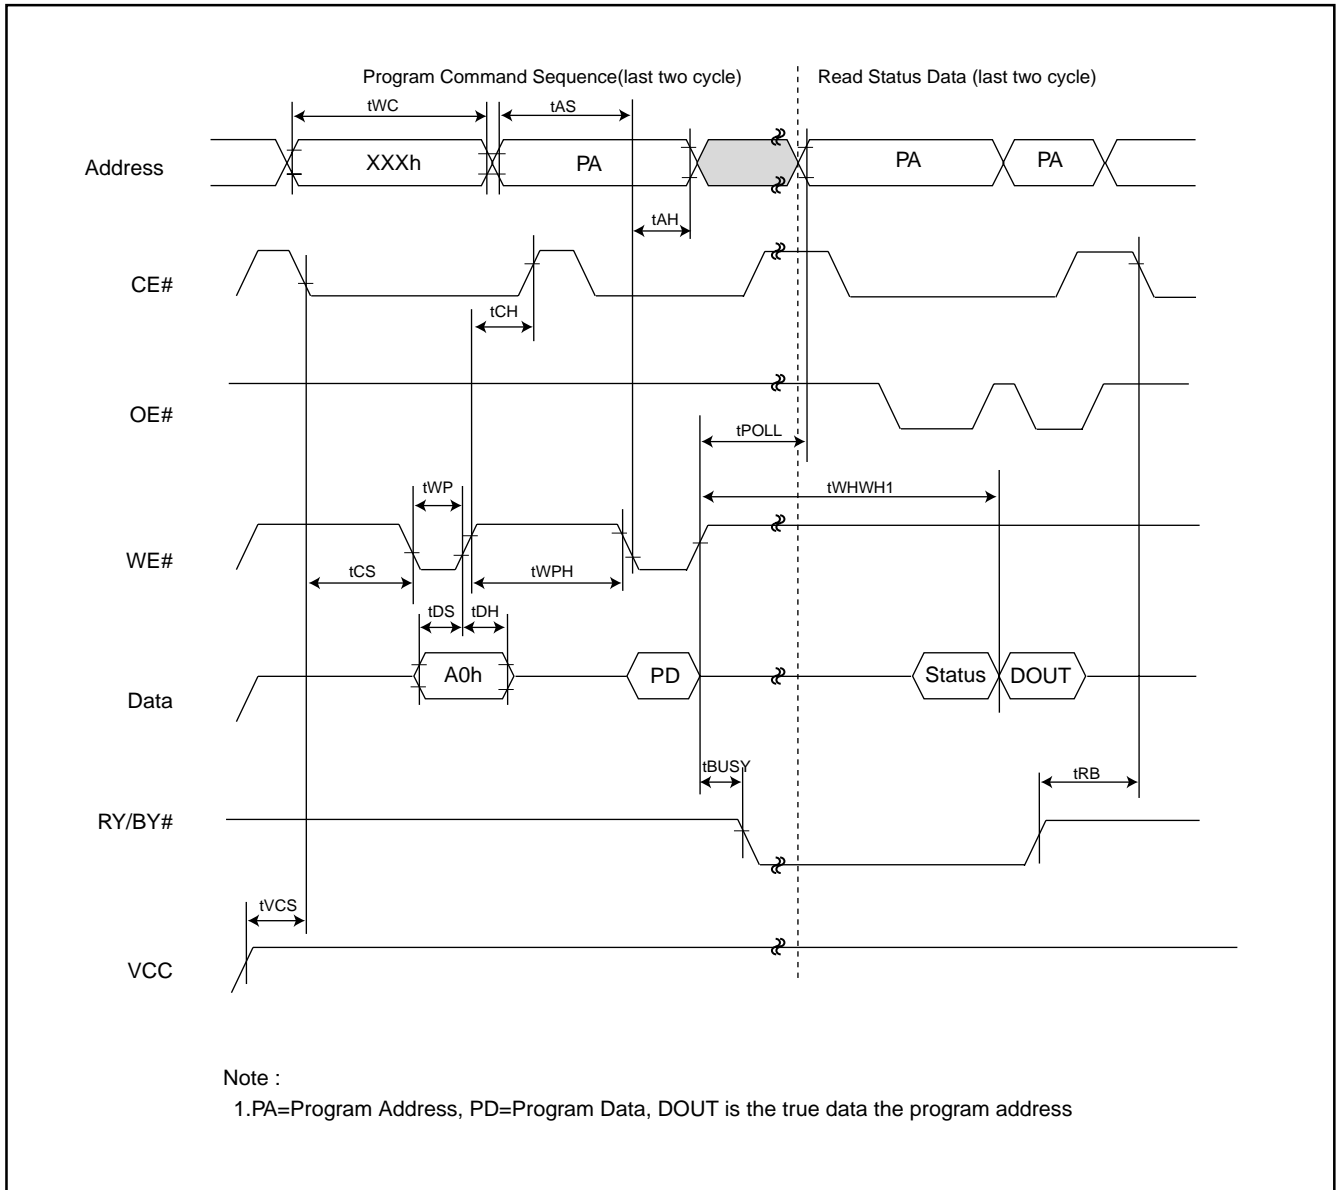 Program Command Sequence(last two cycle) Read Status Data (last two cycle)
tWC tAS
Address XXXh PA PA PA
tAH
CE#
tCH
OE#
tPOLL
tWP tWHWH1
WE#
tCS tWPH
tDS tDH
Data A0h PD Status DOUT
tBUSY tRB
RY/BY#
tVCS
VCC
Note :
1.PA=Program Address, PD=Program Data, DOUT is the true data the program address